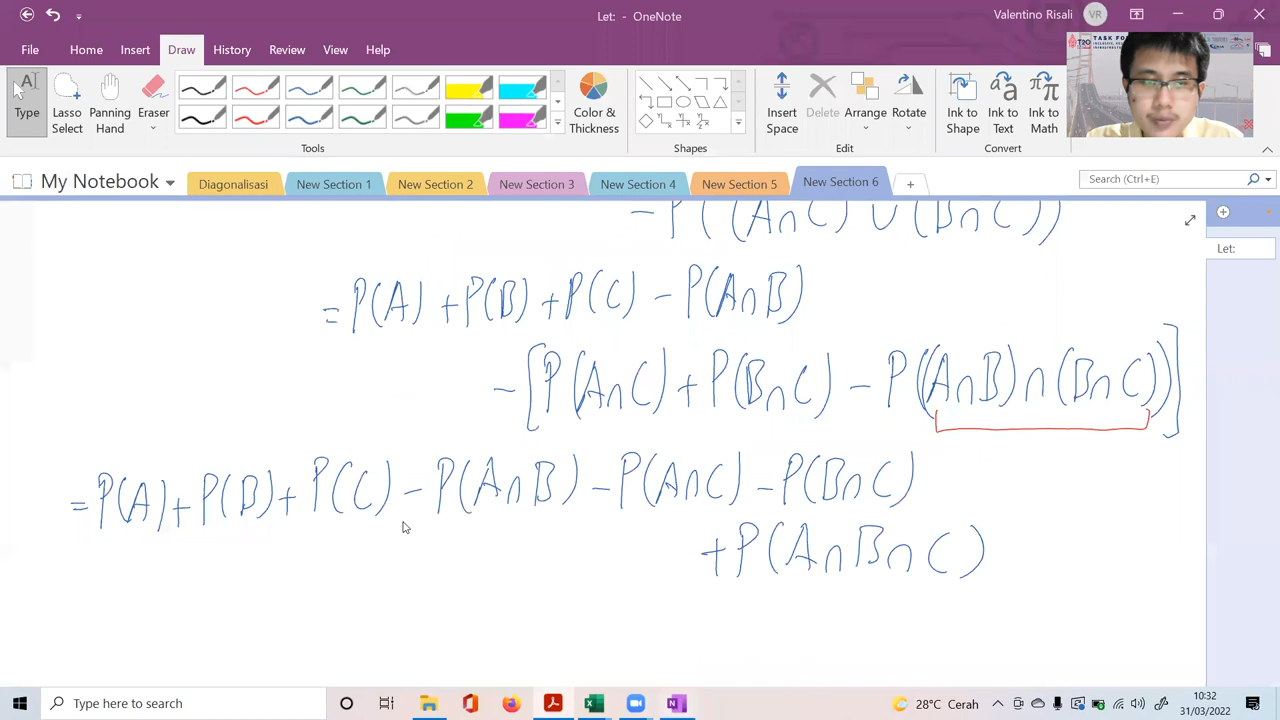 Let: - OneNote
Valentino Risali VR
File Home Insert Draw History Review View Help
Type
Lasso Select
Panning Hand
Eraser
Color & Thickness
Insert Space
Delete
Arrange
Rotate
Ink to Shape
Ink to Text
Ink to Math
Tools Shapes Edit Convert
My Notebook Diagonalisasi New Section 1 New Section 2 New Section 3 New Section 4 New Section 5 New Section 6 Search (Ctrl+E)
Let:
- P((A∩C) ∪ (B∩C))
= P(A) + P(B) + P(C) - P(A∩B)
- [P(A∩C) + P(B∩C) - P((A∩B)∩(B∩C))]
= P(A) + P(B) + P(C) - P(A∩B) - P(A∩C) - P(B∩C)
+ P(A∩B∩C)
Type here to search
28°C Cerah
10:32
31/03/2022